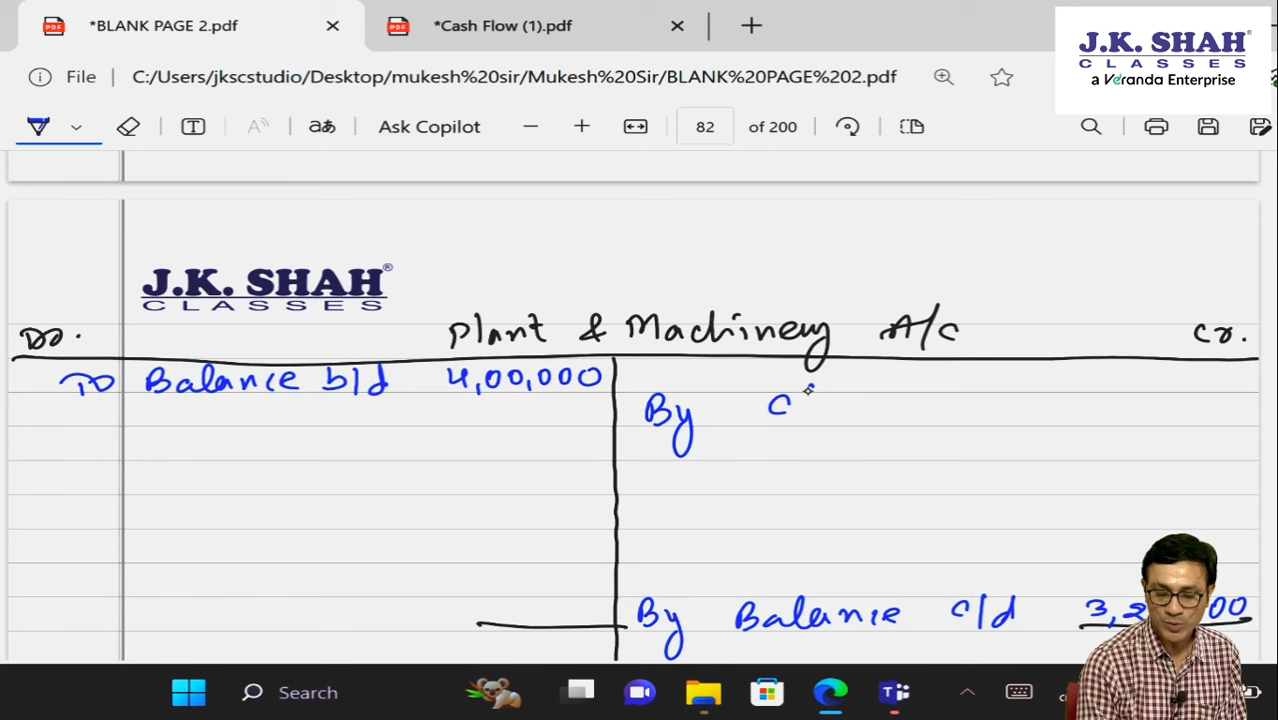 *BLANK PAGE 2.pdf
*Cash Flow (1).pdf
J.K. SHAH
CLASSES
a Veranda Enterprise
File C:/Users/jkscstudio/Desktop/mukesh%20sir/Mukesh%20Sir/BLANK%20PAGE%202.pdf
Ask Copilot
82 of 200
J.K. SHAH
CLASSES
Dr. Plant & Machinery A/c Cr.
To Balance b/d 4,00,000
By C
By Balance c/d
Search